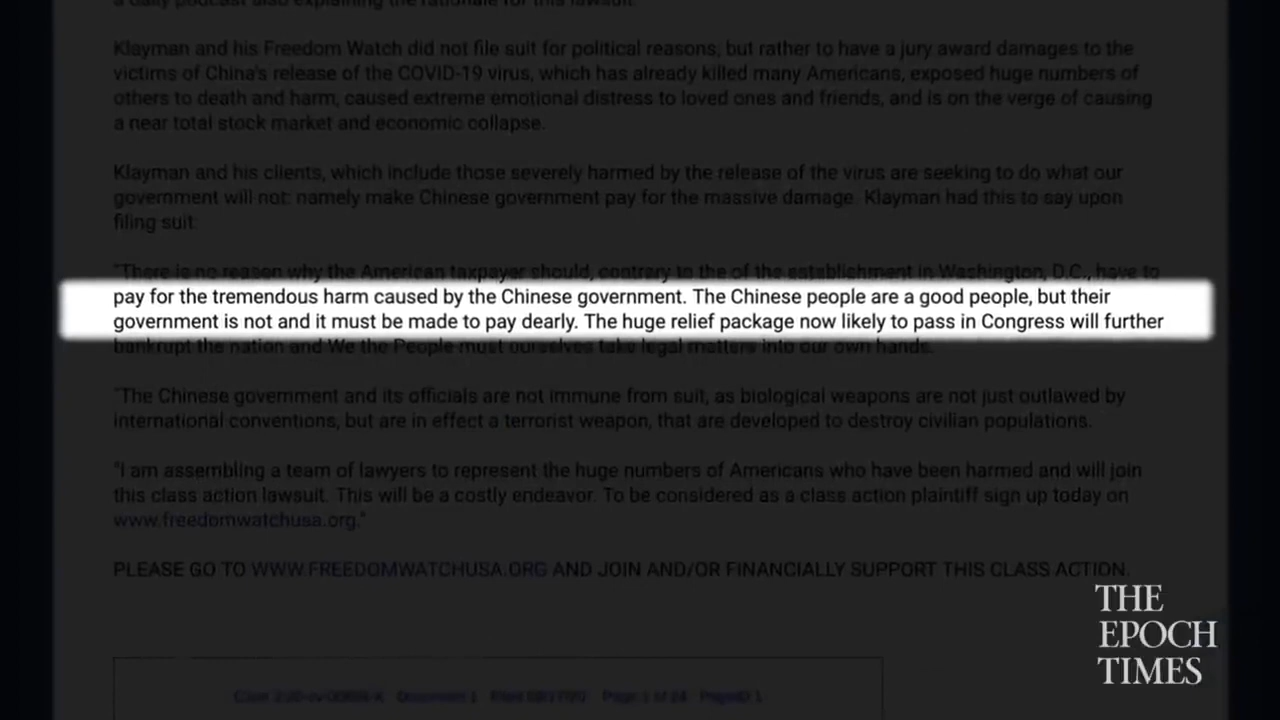 a daily podcast also explaining the rationale for this lawsuit.
Klayman and his Freedom Watch did not file suit for political reasons, but rather to have a jury award damages to the
victims of China's release of the COVID-19 virus, which has already killed many Americans, exposed huge numbers of
others to death and harm, caused extreme emotional distress to loved ones and friends, and is on the verge of causing
a near total stock market and economic collapse.
Klayman and his clients, which include those severely harmed by the release of the virus are seeking to do what our
government will not: namely make Chinese government pay for the massive damage. Klayman had this to say upon
filing suit:
"There is no reason why the American taxpayer should, contrary to the of the establishment in Washington, D.C., have to
pay for the tremendous harm caused by the Chinese government. The Chinese people are a good people, but their
government is not and it must be made to pay dearly. The huge relief package now likely to pass in Congress will further
bankrupt the nation and We the People must ourselves take legal matters into our own hands.
"The Chinese government and its officials are not immune from suit, as biological weapons are not just outlawed by
international conventions, but are in effect a terrorist weapon, that are developed to destroy civilian populations.
"I am assembling a team of lawyers to represent the huge numbers of Americans who have been harmed and will join
this class action lawsuit. This will be a costly endeavor. To be considered as a class action plaintiff sign up today on
www.freedomwatchusa.org."
PLEASE GO TO WWW.FREEDOMWATCHUSA.ORG AND JOIN AND/OR FINANCIALLY SUPPORT THIS CLASS ACTION.
THE
EPOCH
TIMES
Document 1 Filed Page 1 of 24 PageID 1